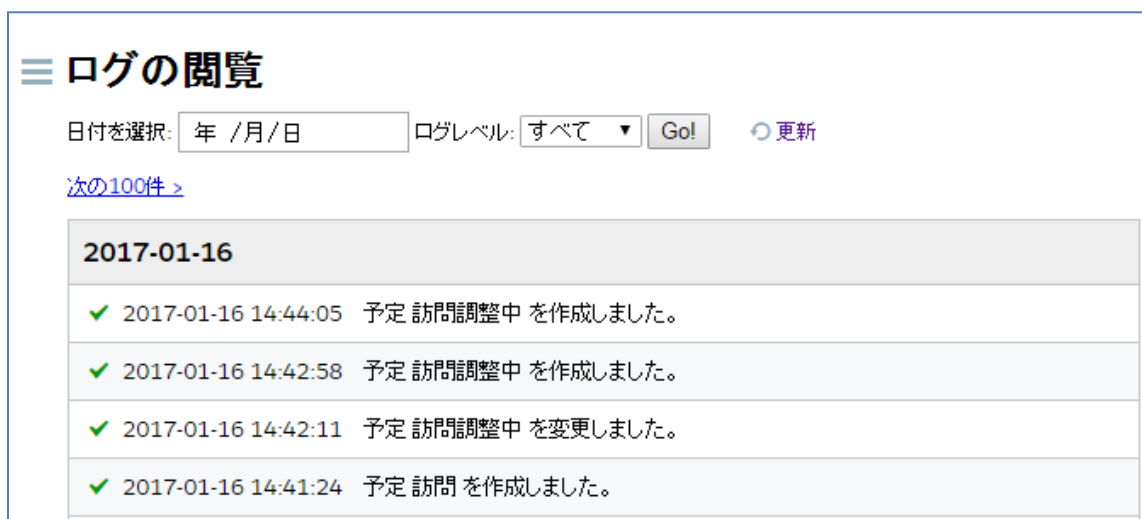 ログの閲覧
日付を選択: 年 /月/日 ログレベル: すべて Go! 更新
次の100件 >
2017-01-16
2017-01-16 14:44:05 予定 訪問調整中 を作成しました。
2017-01-16 14:42:58 予定 訪問調整中 を作成しました。
2017-01-16 14:42:11 予定 訪問調整中 を変更しました。
2017-01-16 14:41:24 予定 訪問 を作成しました。